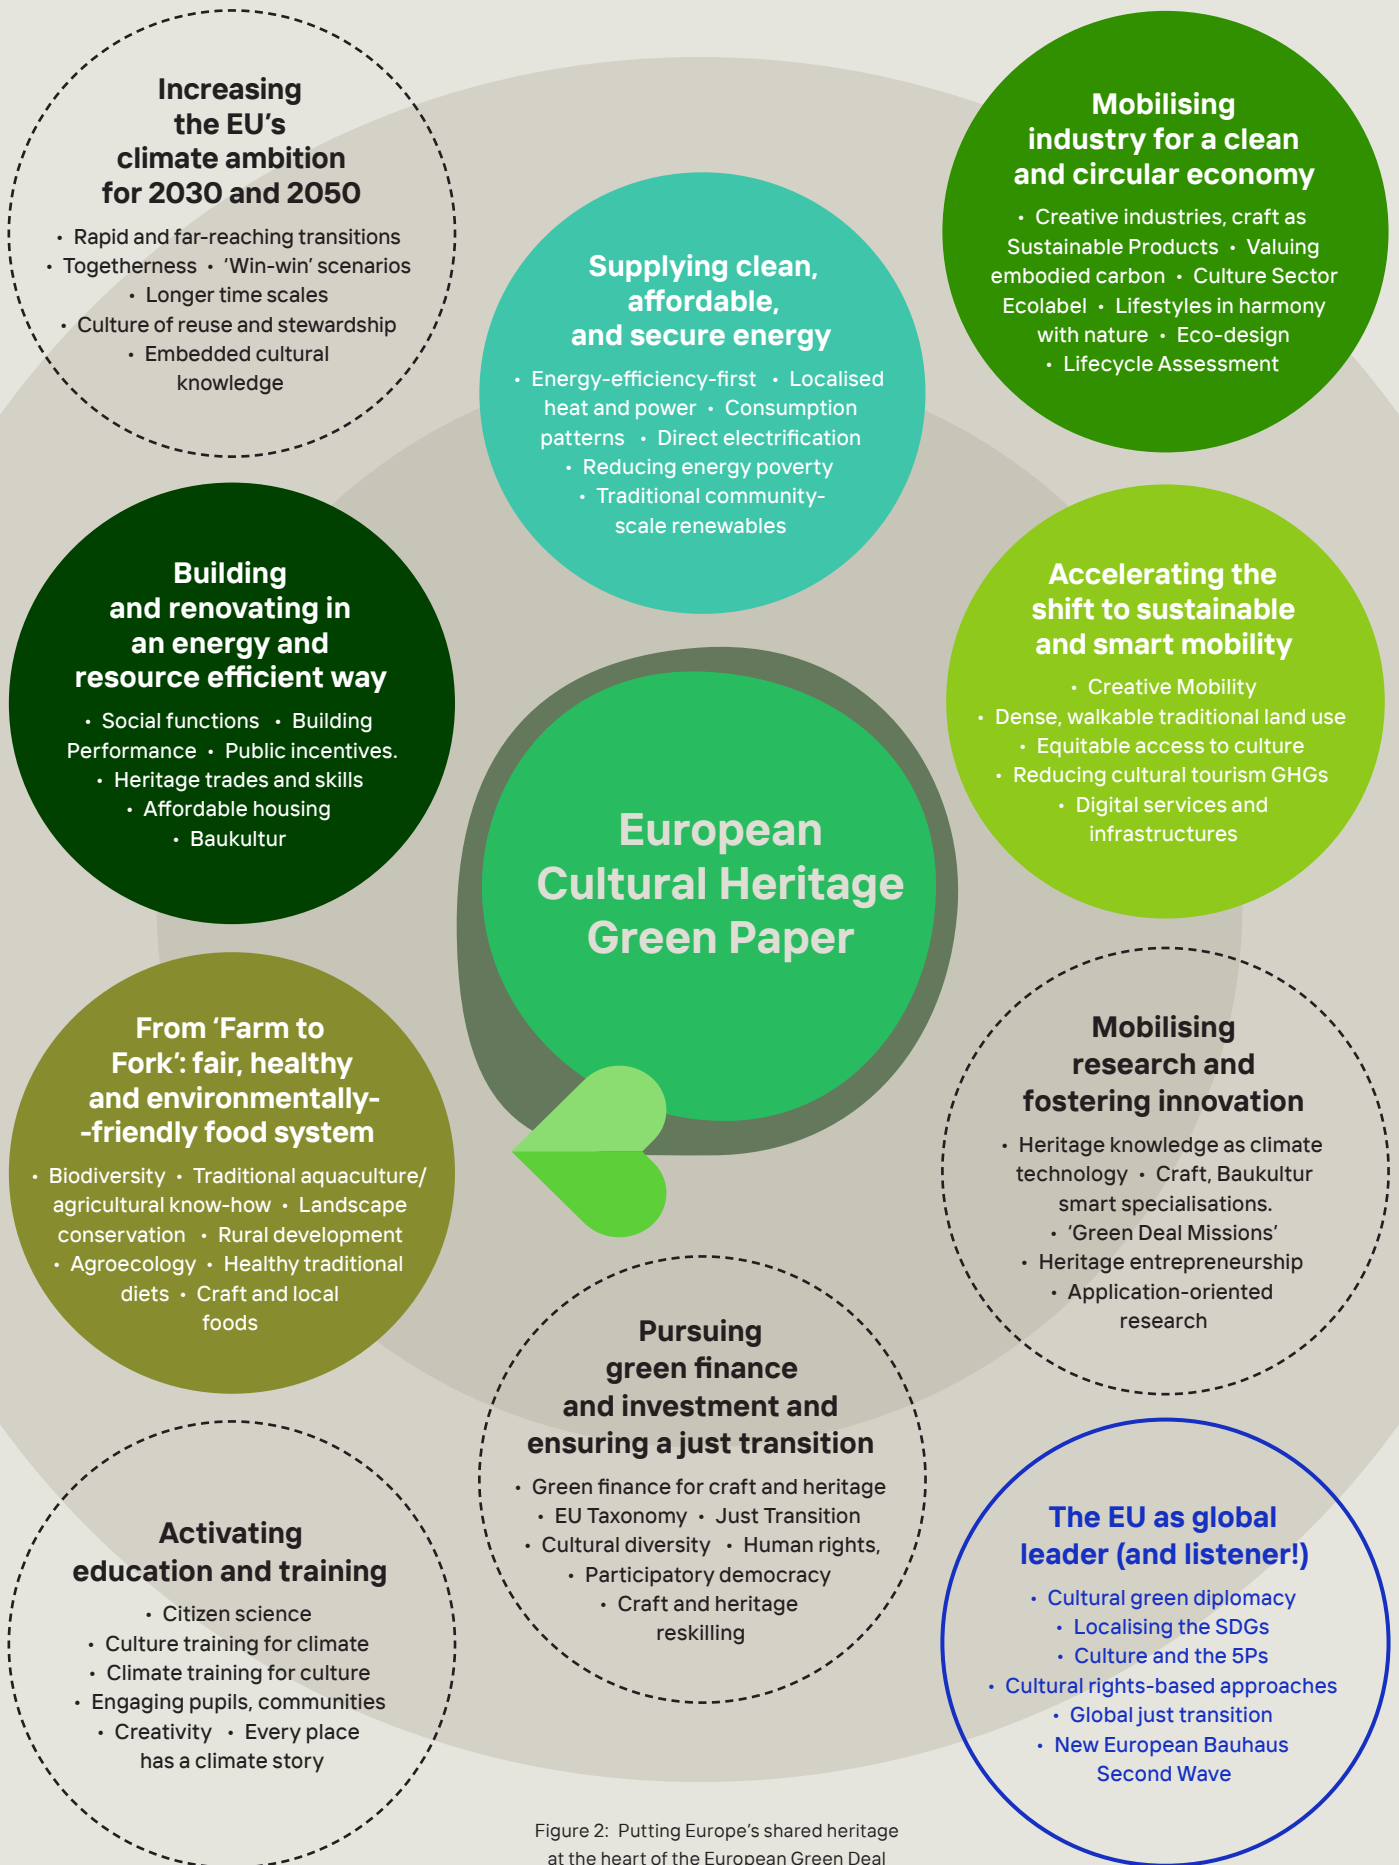 Increasing
the EU's
climate ambition
for 2030 and 2050
• Rapid and far-reaching transitions
• Togetherness • ‘Win-win’ scenarios
• Longer time scales
• Culture of reuse and stewardship
• Embedded cultural
knowledge
Mobilising
industry for a clean
and circular economy
• Creative industries, craft as
Sustainable Products • Valuing
embodied carbon • Culture Sector
Ecolabel • Lifestyles in harmony
with nature • Eco-design
• Lifecycle Assessment
Supplying clean,
affordable,
and secure energy
• Energy-efficiency-first • Localised
heat and power • Consumption
patterns • Direct electrification
• Reducing energy poverty
• Traditional community-
scale renewables
Building
and renovating in
an energy and
resource efficient way
• Social functions • Building
Performance • Public incentives.
• Heritage trades and skills
• Affordable housing
• Baukultur
Accelerating the
shift to sustainable
and smart mobility
• Creative Mobility
• Dense, walkable traditional land use
• Equitable access to culture
• Reducing cultural tourism GHGs
• Digital services and
infrastructures
European
Cultural Heritage
Green Paper
From ‘Farm to
Fork’: fair, healthy
and environmentally-
-friendly food system
• Biodiversity • Traditional aquaculture/
agricultural know-how • Landscape
conservation • Rural development
• Agroecology • Healthy traditional
diets • Craft and local
foods
Mobilising
research and
fostering innovation
• Heritage knowledge as climate
technology • Craft, Baukultur
smart specialisations.
• ‘Green Deal Missions’
• Heritage entrepreneurship
• Application-oriented
research
Pursuing
green finance
and investment and
ensuring a just transition
• Green finance for craft and heritage
• EU Taxonomy • Just Transition
• Cultural diversity • Human rights,
• Participatory democracy
• Craft and heritage
reskilling
Activating
education and training
• Citizen science
• Culture training for climate
• Climate training for culture
• Engaging pupils, communities
• Creativity • Every place
has a climate story
The EU as global
leader (and listener!)
• Cultural green diplomacy
• Localising the SDGs
• Culture and the 5Ps
• Cultural rights-based approaches
• Global just transition
• New European Bauhaus
Second Wave
Figure 2: Putting Europe's shared heritage
at the heart of the European Green Deal